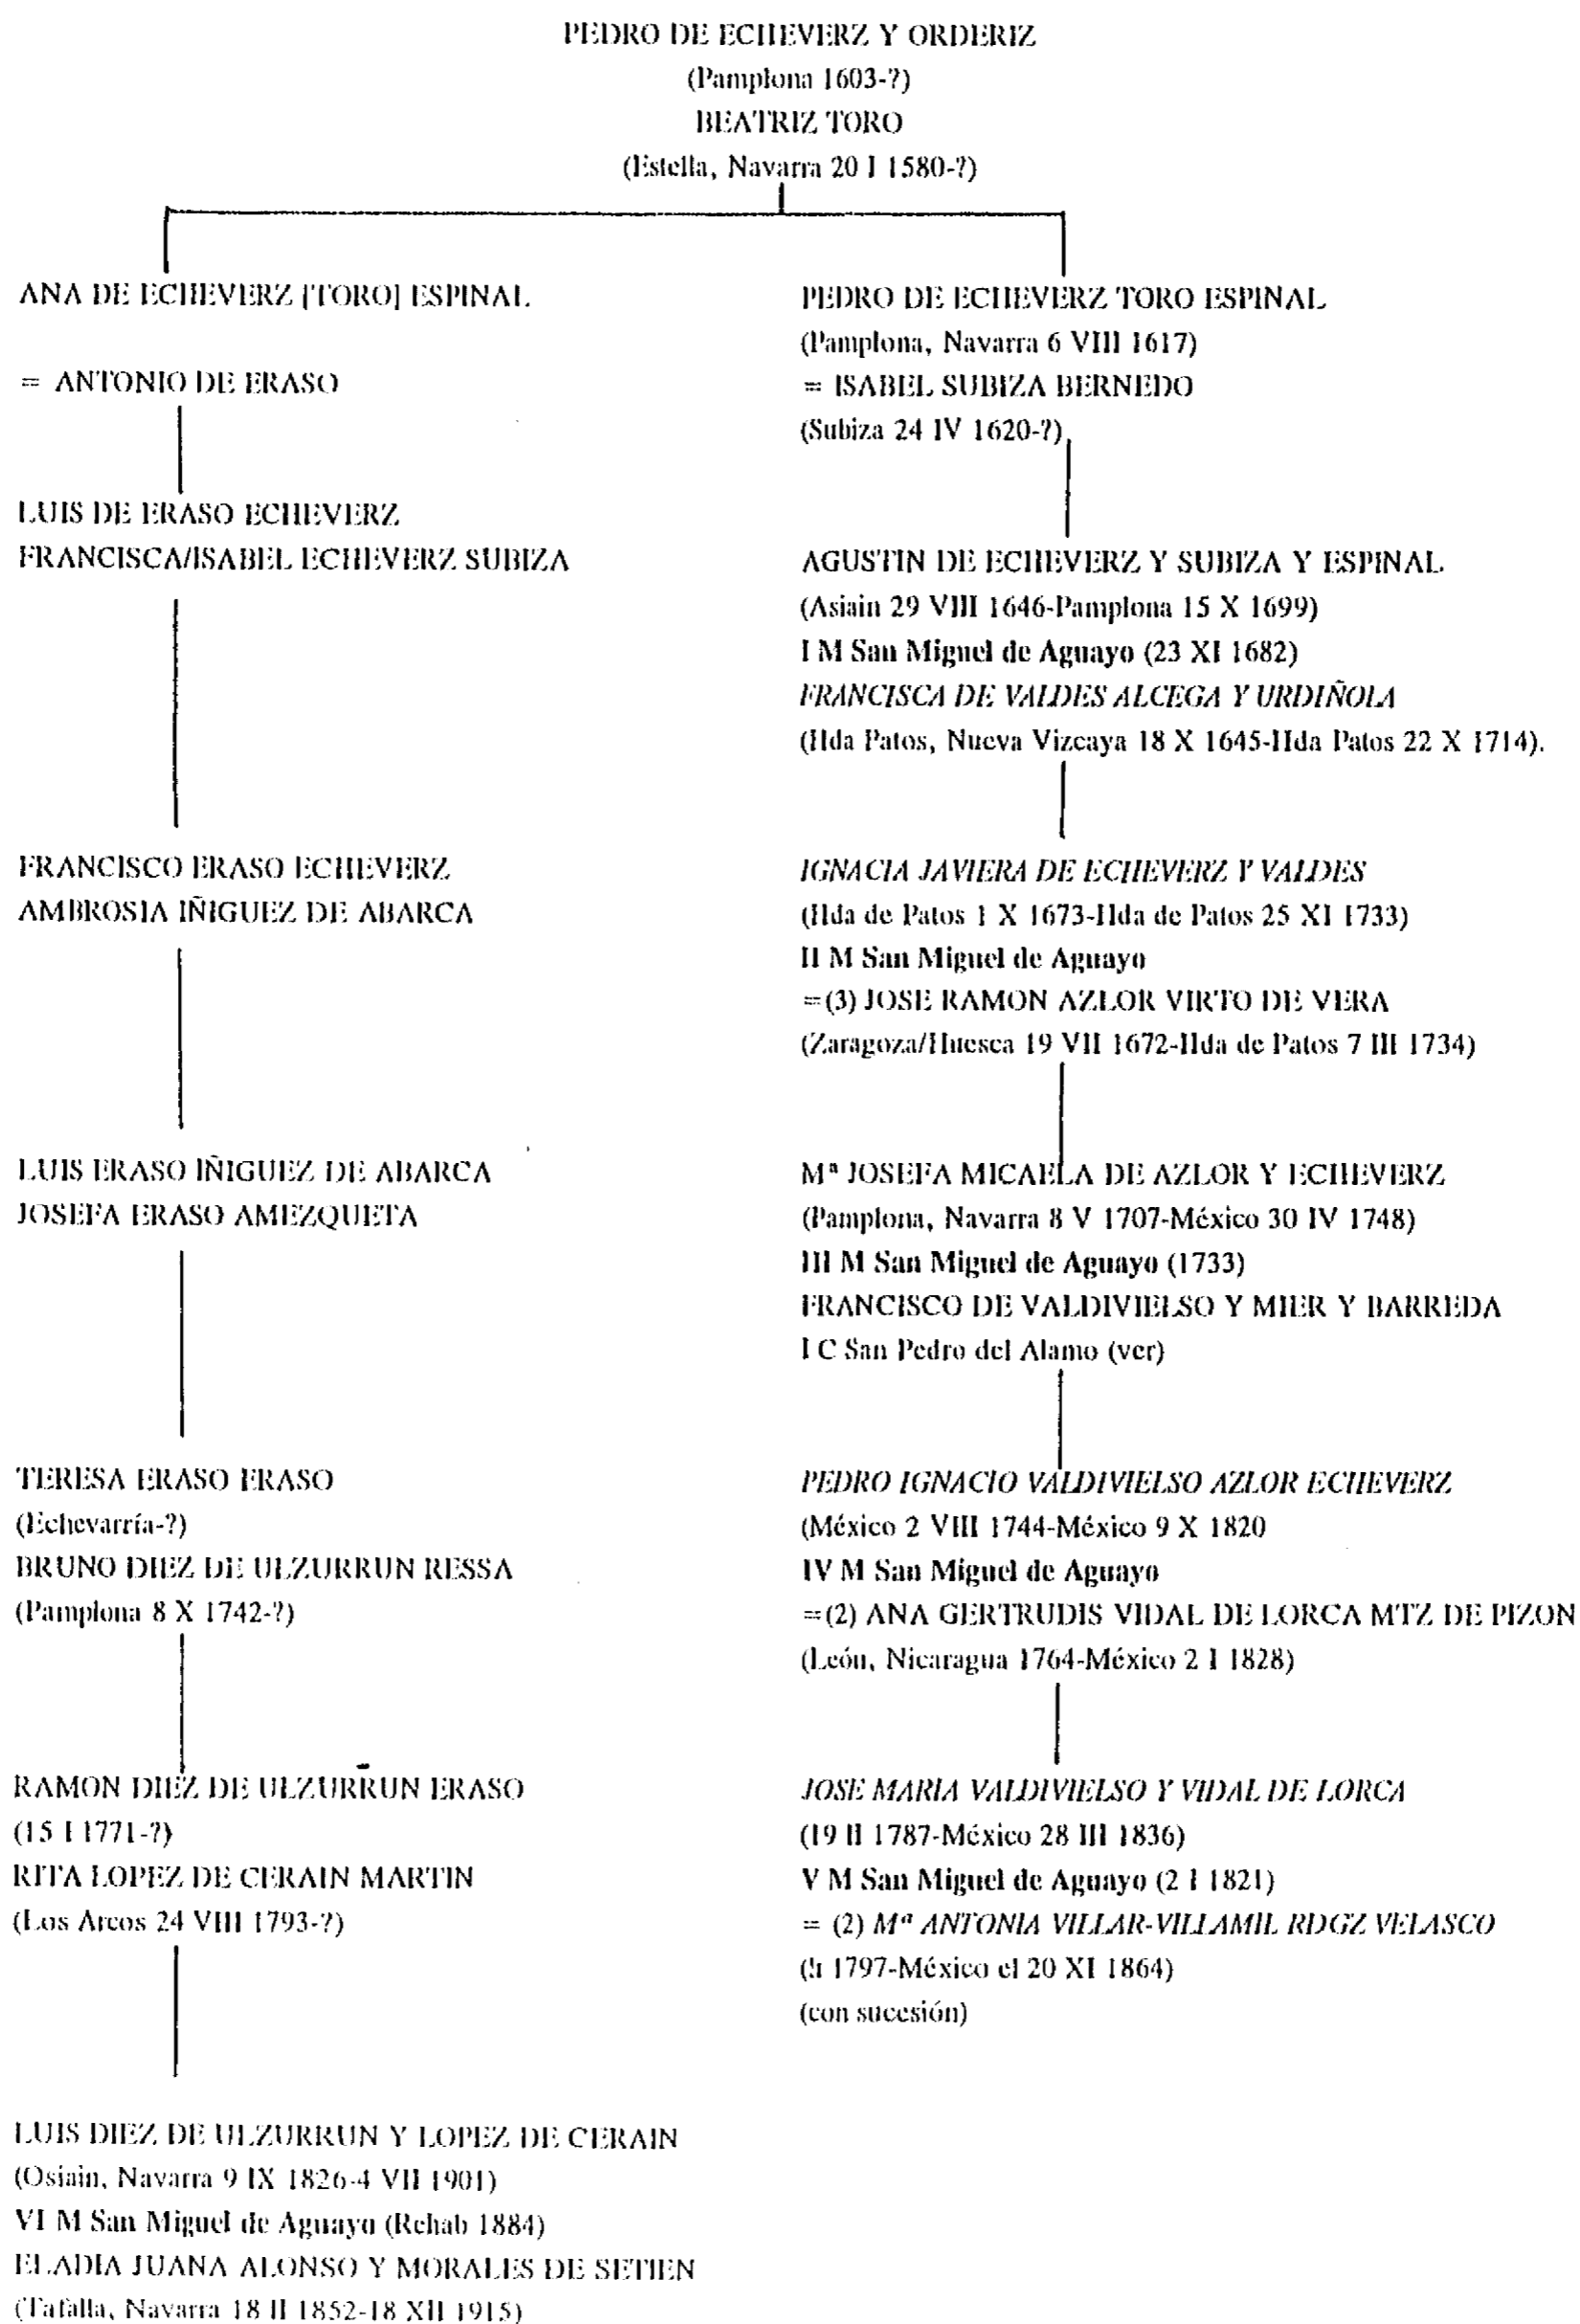 PEDRO DE ECHEVERZ Y ORDERIZ
(Pamplona 1603-?)
BEATRIZ TORO
(Estella, Navarra 20 I 1580-?)
ANA DE ECHEVERZ [TORO] ESPINAL
= ANTONIO DE ERASO
LUIS DE ERASO ECHEVERZ
FRANCISCA/ISABEL ECHEVERZ SUBIZA
FRANCISCO ERASO ECHEVERZ
AMBROSIA IÑIGUEZ DE ABARCA
LUIS ERASO IÑIGUEZ DE ABARCA
JOSEFA ERASO AMEZQUETA
TERESA ERASO ERASO
(Echevarría-?)
BRUNO DIEZ DE ULZURRUN RESSA
(Pamplona 8 X 1742-?)
RAMON DIEZ DE ULZURRUN ERASO
(15 I 1771-?)
RITA LOPEZ DE CERAIN MARTIN
(Los Arcos 24 VIII 1793-?)
LUIS DIEZ DE ULZURRUN Y LOPEZ DE CERAIN
(Osiain, Navarra 9 IX 1826-4 VII 1901)
VI M San Miguel de Aguayo (Rehab 1884)
ELADIA JUANA ALONSO Y MORALES DE SETIEN
(Tafalla, Navarra 18 II 1852-18 XII 1915)
PEDRO DE ECHEVERZ TORO ESPINAL
(Pamplona, Navarra 6 VIII 1617)
= ISABEL SUBIZA BERNEDO
(Subiza 24 IV 1620-?)
AGUSTIN DE ECHEVERZ Y SUBIZA Y ESPINAL
(Asiain 29 VIII 1646-Pamplona 15 X 1699)
I M San Miguel de Aguayo (23 XI 1682)
FRANCISCA DE VALDES ALCEGA Y URDIÑOLA
(Hda Patos, Nueva Vizcaya 18 X 1645-Hda Patos 22 X 1714).
IGNACIA JAVIERA DE ECHEVERZ Y VALDES
(Hda de Patos 1 X 1673-Hda de Patos 25 XI 1733)
II M San Miguel de Aguayo
=(3) JOSE RAMON AZLOR VIRTO DE VERA
(Zaragoza/Huesca 19 VII 1672-Hda de Patos 7 III 1734)
Mª JOSEFA MICAELA DE AZLOR Y ECHEVERZ
(Pamplona, Navarra 8 V 1707-México 30 IV 1748)
III M San Miguel de Aguayo (1733)
FRANCISCO DE VALDIVIELSO Y MIER Y BARREDA
I C San Pedro del Alamo (ver)
PEDRO IGNACIO VALDIVIELSO AZLOR ECHEVERZ
(México 2 VIII 1744-México 9 X 1820
IV M San Miguel de Aguayo
=(2) ANA GERTRUDIS VIDAL DE LORCA MTZ DE PIZON
(León, Nicaragua 1764-México 2 I 1828)
JOSE MARIA VALDIVIELSO Y VIDAL DE LORCA
(19 II 1787-México 28 III 1836)
V M San Miguel de Aguayo (2 I 1821)
= (2) Mª ANTONIA VILLAR-VILLAMIL RDGZ VELASCO
(h 1797-México el 20 XI 1864)
(con sucesión)